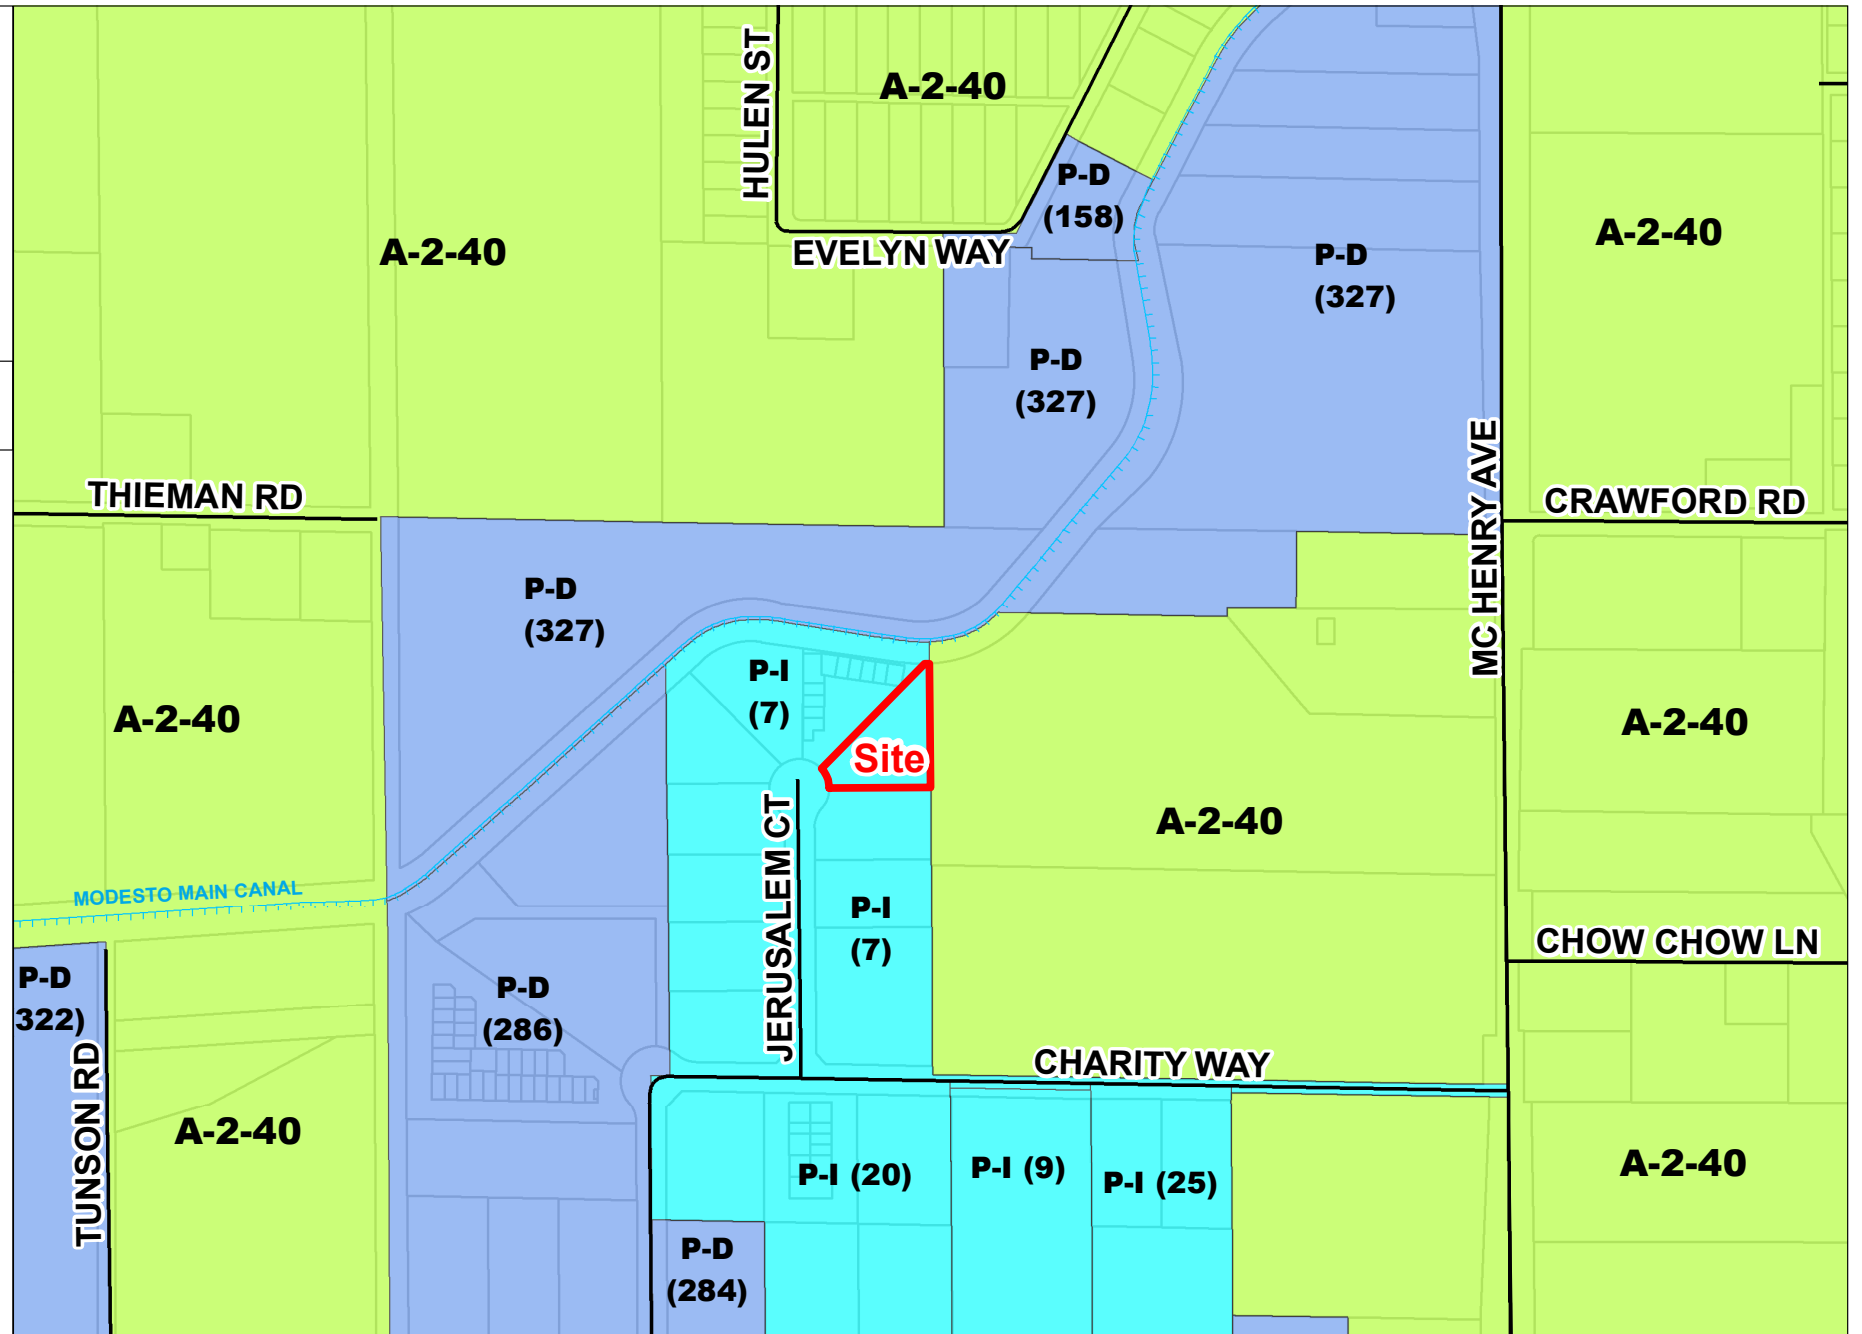 HULEN ST
A-2-40
P-D
(158)
A-2-40
EVELYN WAY
A-2-40
P-D
(327)
P-D
(327)
THIEMAN RD
MC HENRY AVE
CRAWFORD RD
P-D
(327)
P-I
(7)
A-2-40
Site
A-2-40
A-2-40
JERUSALEM CT
MODESTO MAIN CANAL
P-I
(7)
CHOW CHOW LN
P-D
322)
P-D
(286)
TUNSON RD
CHARITY WAY
A-2-40
P-I (20)
P-I (9)
P-I (25)
A-2-40
P-D
(284)